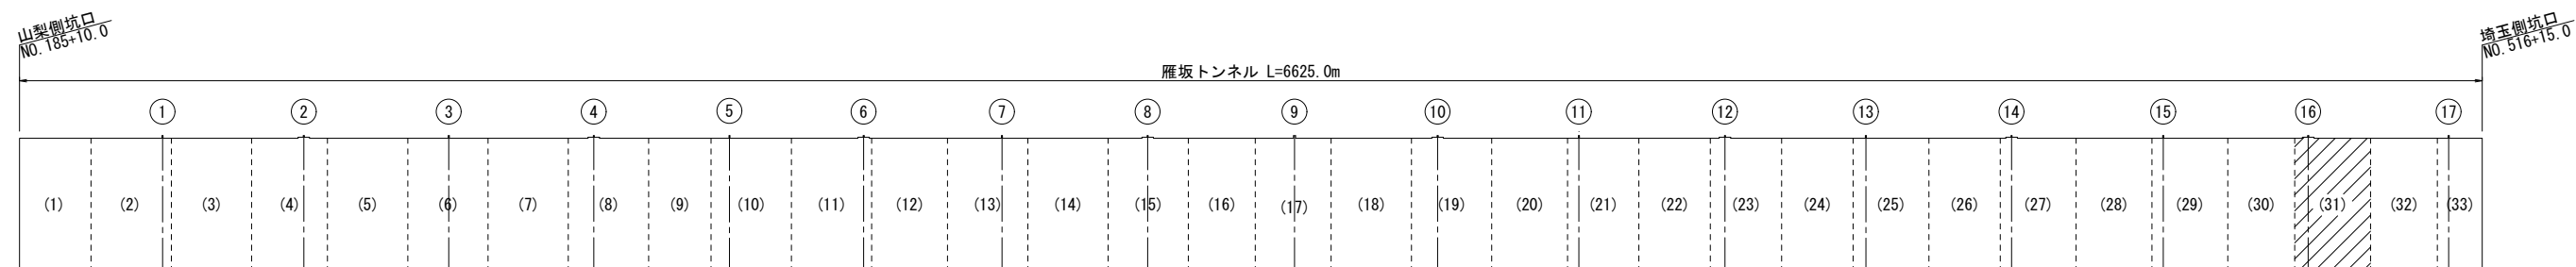 山梨側坑口
NO.185+10.0
埼玉側坑口
NO.516+15.0
雁坂トンネル L=6625.0m
① ② ③ ④ ⑤ ⑥ ⑦ ⑧ ⑨ ⑩ ⑪ ⑫ ⑬ ⑭ ⑮ ⑯ ⑰
(1) (2) (3) (4) (5) (6) (7) (8) (9) (10) (11) (12) (13) (14) (15) (16) (17) (18) (19) (20) (21) (22) (23) (24) (25) (26) (27) (28) (29) (30) (31) (32) (33)